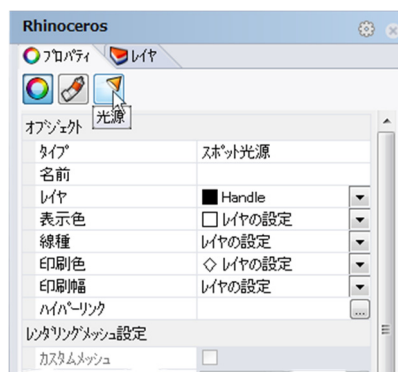 Rhinoceros
プロパティ レイヤ
光源
オブジェクト
タイプ スポット光源
名前
レイヤ Handle
表示色 レイヤの設定
線種 レイヤの設定
印刷色 レイヤの設定
印刷幅 レイヤの設定
ハイパーリンク ...
レンダリングメッシュ設定
カスタムメッシュ